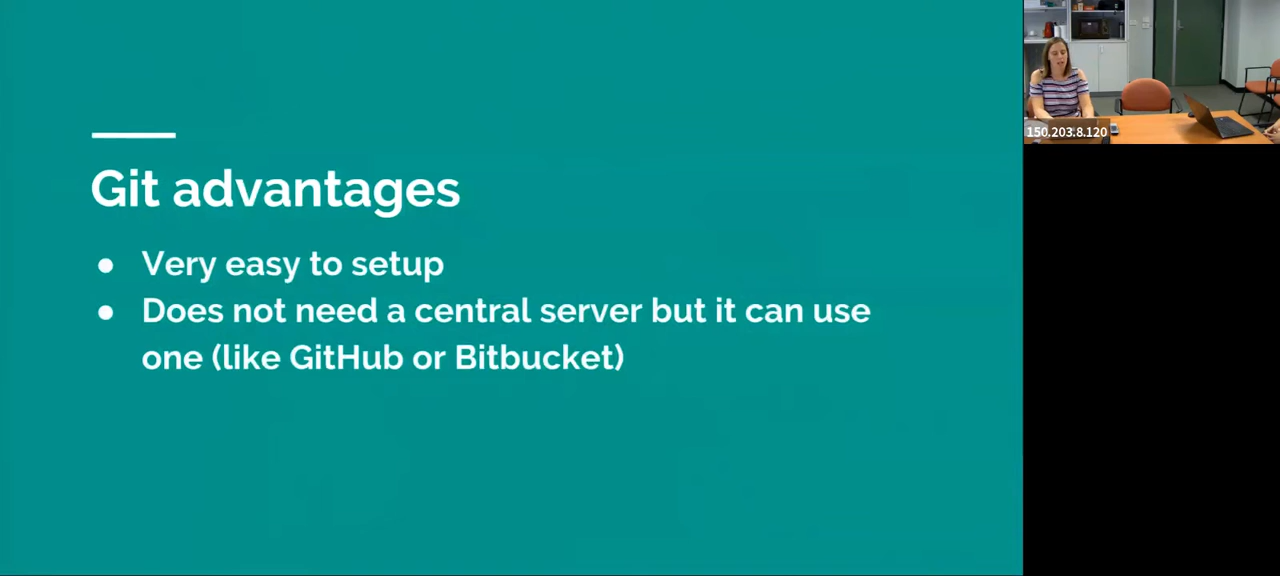 Git advantages
● Very easy to setup
● Does not need a central server but it can use
one (like GitHub or Bitbucket)
150.203.8.120